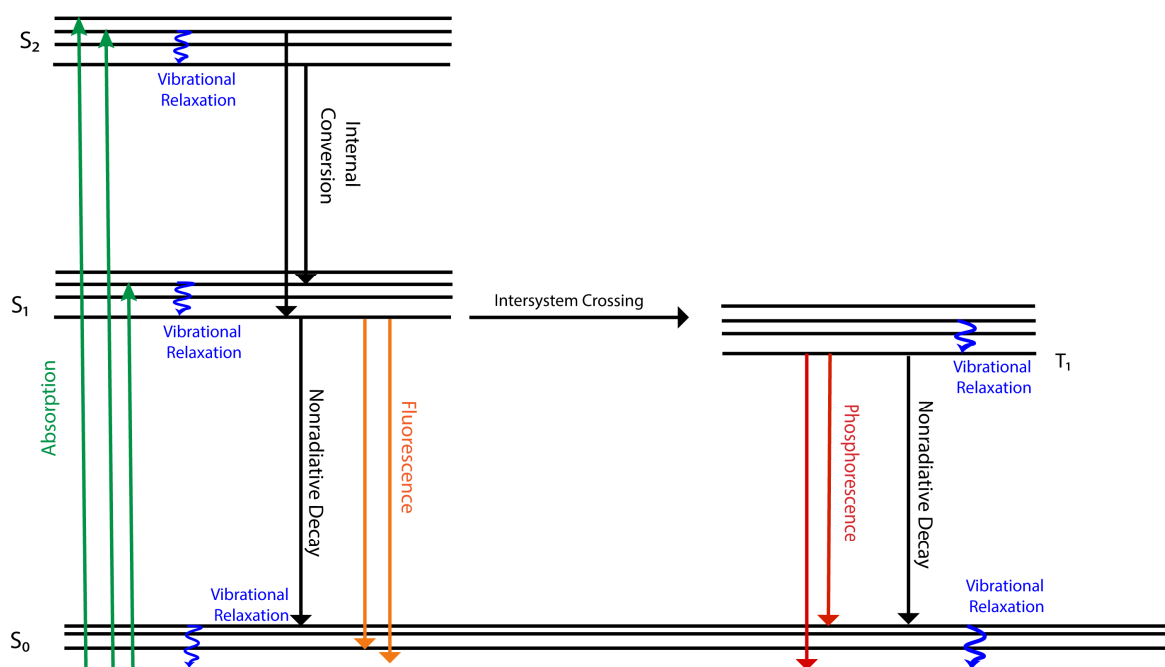 S₂
Vibrational
Relaxation
Internal
Conversion
S₁
Vibrational
Relaxation
Intersystem Crossing
T₁
Vibrational
Relaxation
Absorption
Nonradiative Decay
Fluorescence
Phosphorescence
Nonradiative Decay
Vibrational
Relaxation
Vibrational
Relaxation
S₀